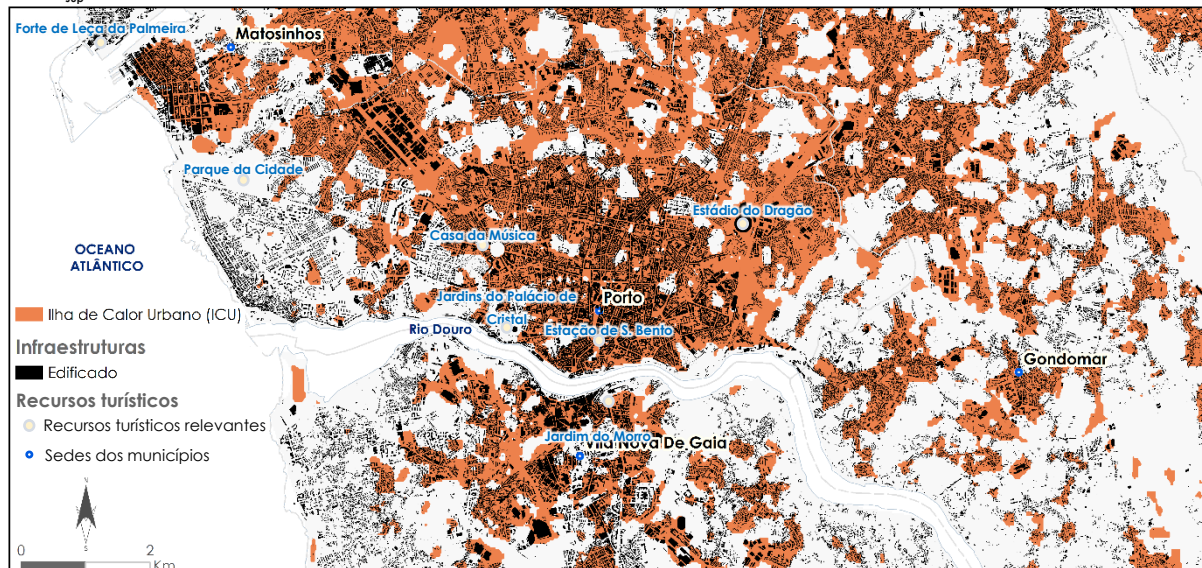 sup
Forte de Leça da Palmeira
Matosinhos
Parque da Cidade
Estádio do Dragão
Casa da Música
OCEANO
ATLÂNTICO
Jardins do Palácio de
Cristal
Porto
Ilha de Calor Urbano (ICU)
Rio Douro
Estação de S. Bento
Infraestruturas
Edificado
Gondomar
Recursos turísticos
Recursos turísticos relevantes
Jardim do Morro
Vila Nova De Gaia
Sedes dos municípios
N
S
0 2
Km